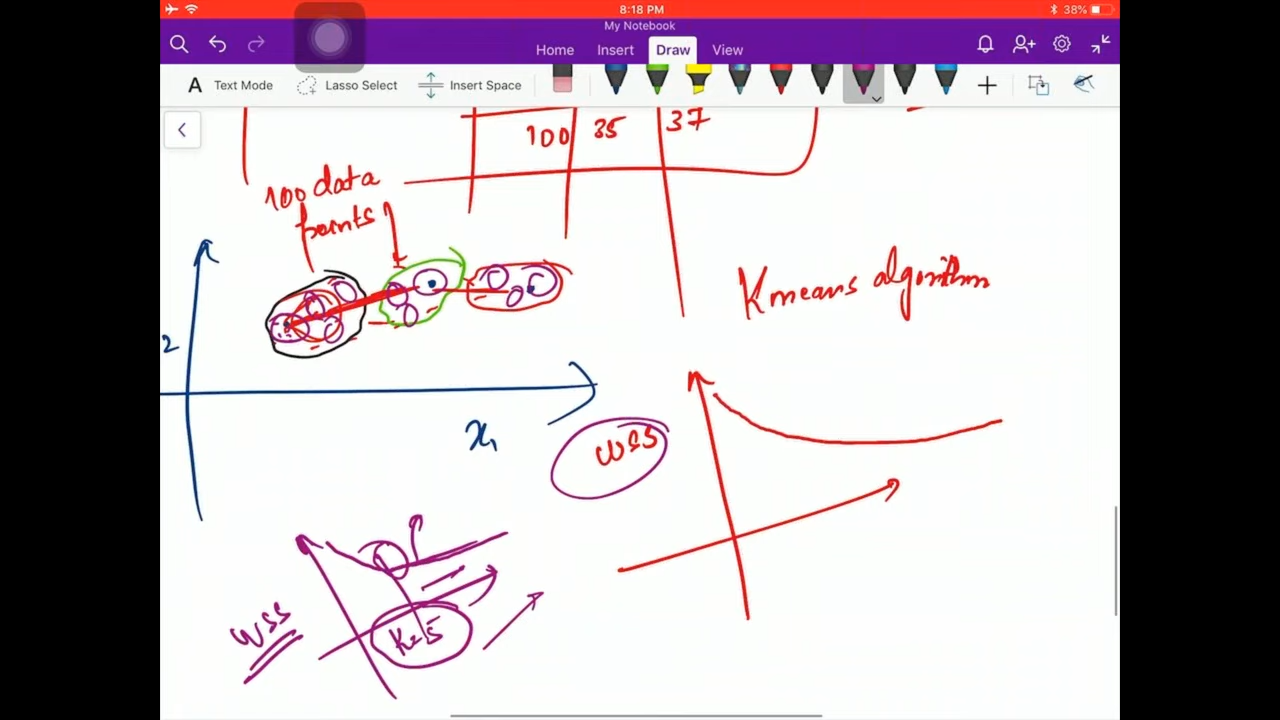 8:18 PM
38%
My Notebook
Home Insert Draw View
A Text Mode Lasso Select Insert Space
100 35 37
100 data
points
K means algorithm
2
x1
WSS
WSS
K=5